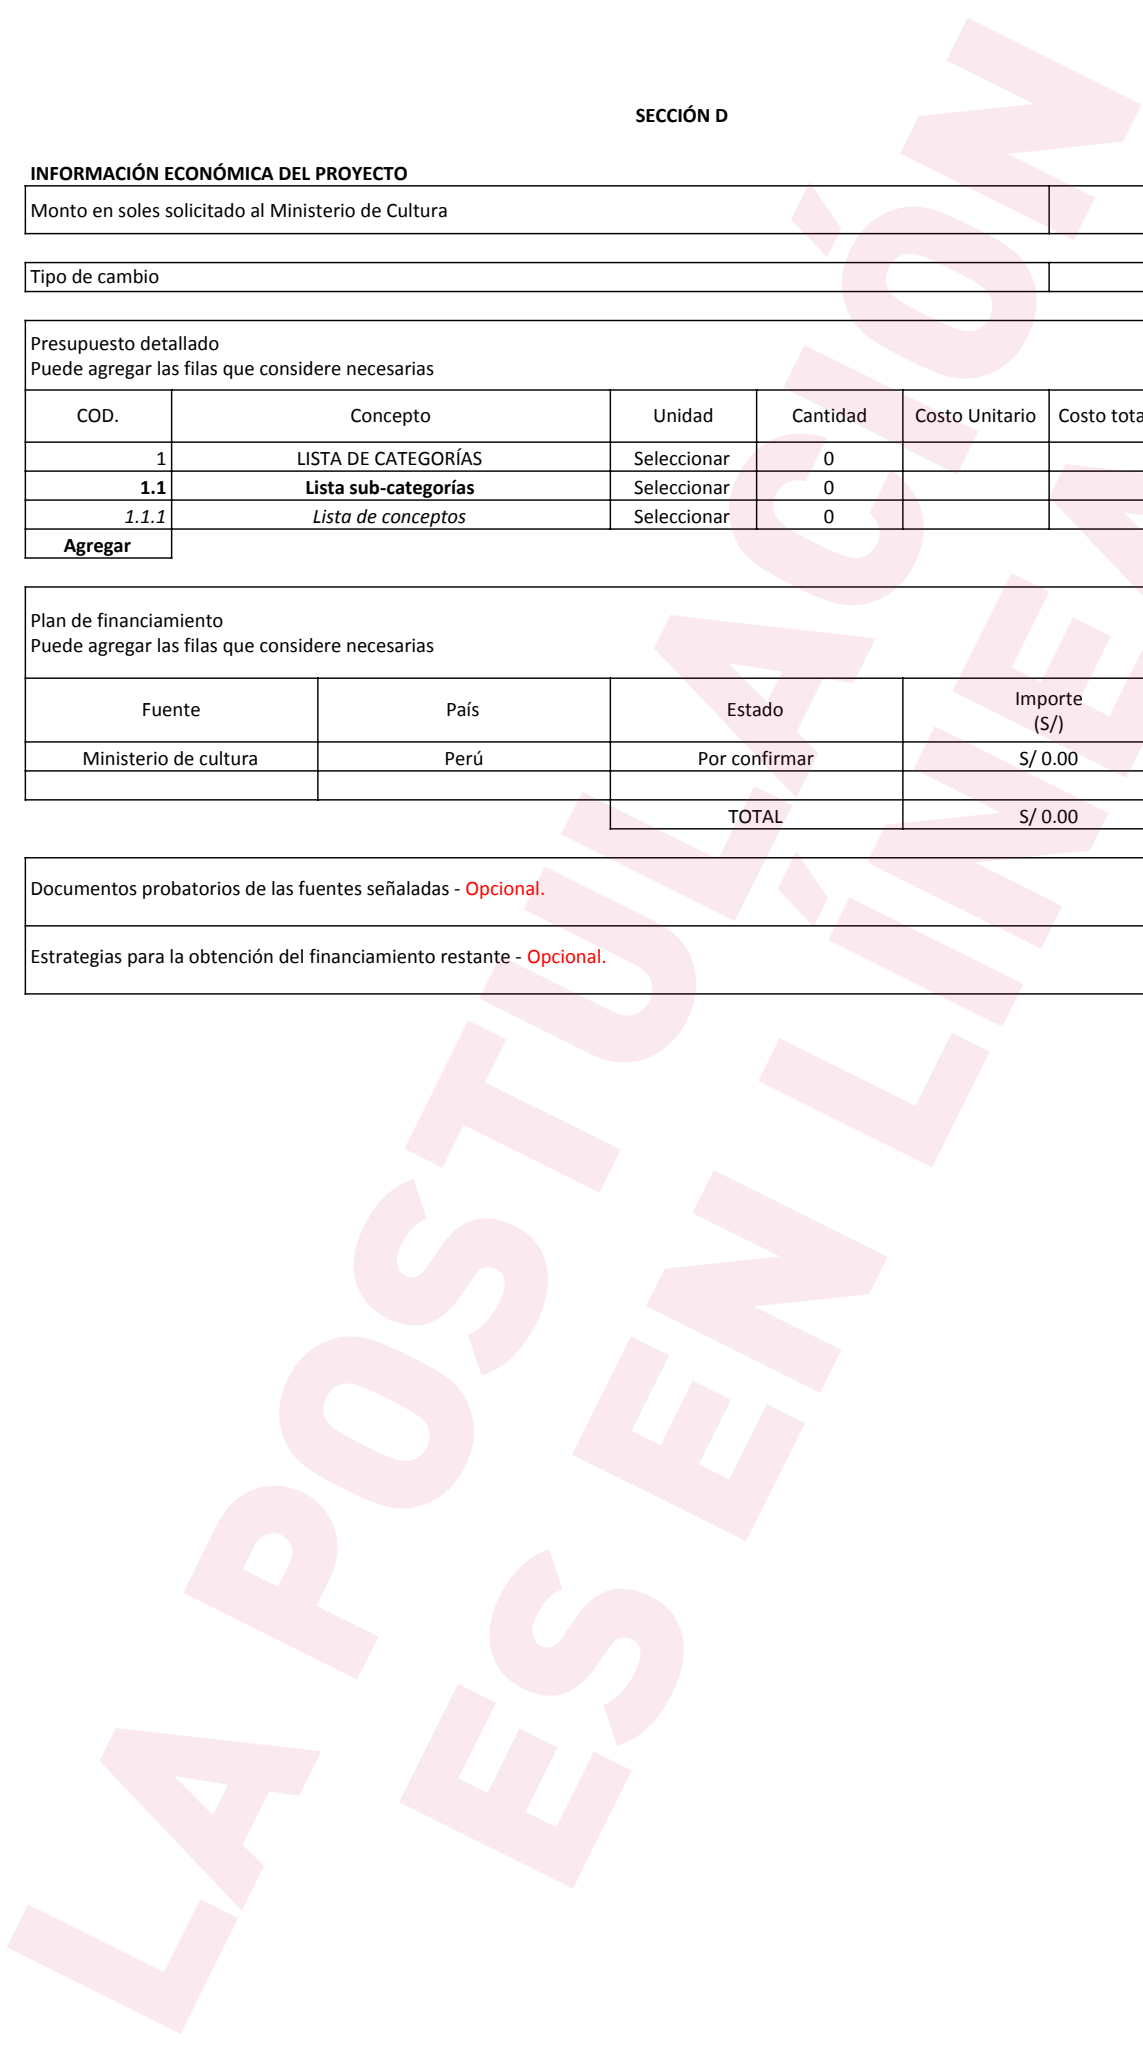 SECCIÓN D
INFORMACIÓN ECONÓMICA DEL PROYECTO
Monto en soles solicitado al Ministerio de Cultura
Tipo de cambio
Presupuesto detallado
Puede agregar las filas que considere necesarias
COD. Concepto Unidad Cantidad Costo Unitario Costo tota
1 LISTA DE CATEGORÍAS Seleccionar 0
1.1 Lista sub-categorías Seleccionar 0
1.1.1 Lista de conceptos Seleccionar 0
Agregar
Plan de financiamiento
Puede agregar las filas que considere necesarias
Fuente País Estado Importe (S/)
Ministerio de cultura Perú Por confirmar S/ 0.00
TOTAL S/ 0.00
Documentos probatorios de las fuentes señaladas - Opcional.
Estrategias para la obtención del financiamiento restante - Opcional.
LA POSTULACIÓN
ES EN LÍNEA